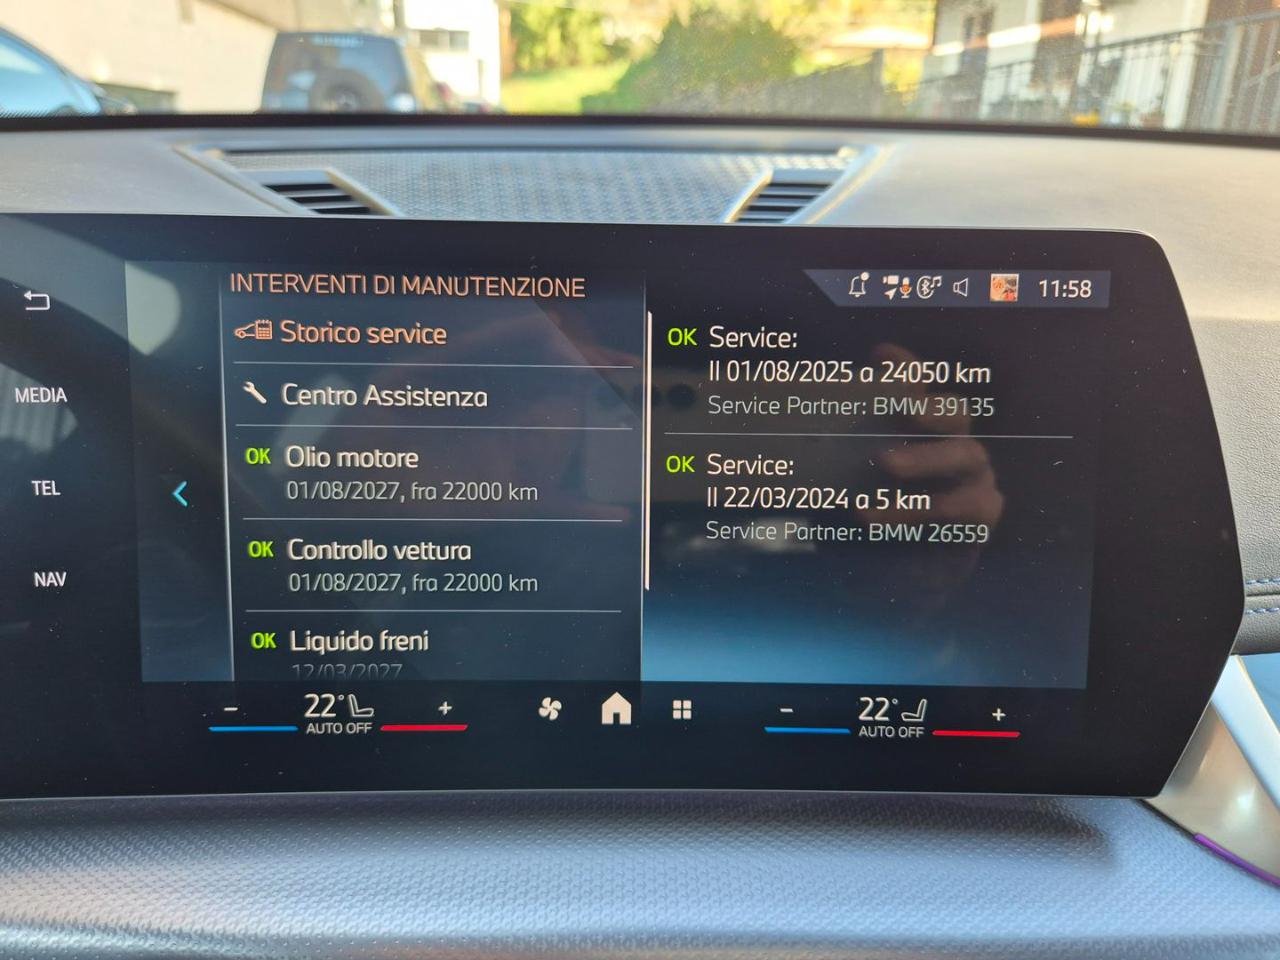 INTERVENTI DI MANUTENZIONE
11:58
Storico service
Centro Assistenza
OK Olio motore
01/08/2027, fra 22000 km
OK Controllo vettura
01/08/2027, fra 22000 km
OK Liquido freni
12/03/2027
OK Service:
Il 01/08/2025 a 24050 km
Service Partner: BMW 39135
OK Service:
Il 22/03/2024 a 5 km
Service Partner: BMW 26559
MEDIA
TEL
NAV
- 22° +
AUTO OFF
- 22° +
AUTO OFF